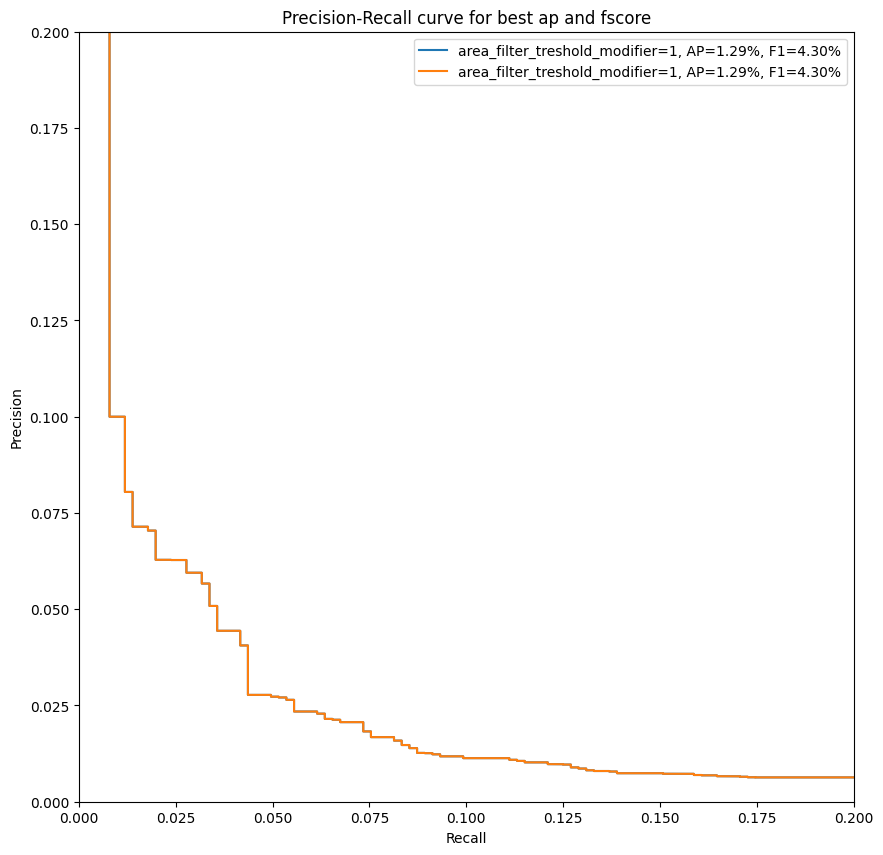 Precision-Recall curve for best ap and fscore
area_filter_treshold_modifier=1, AP=1.29%, F1=4.30%
area_filter_treshold_modifier=1, AP=1.29%, F1=4.30%
0.200
0.175
0.150
0.125
0.100
0.075
0.050
0.025
0.000
Precision
0.000 0.025 0.050 0.075 0.100 0.125 0.150 0.175 0.200
Recall